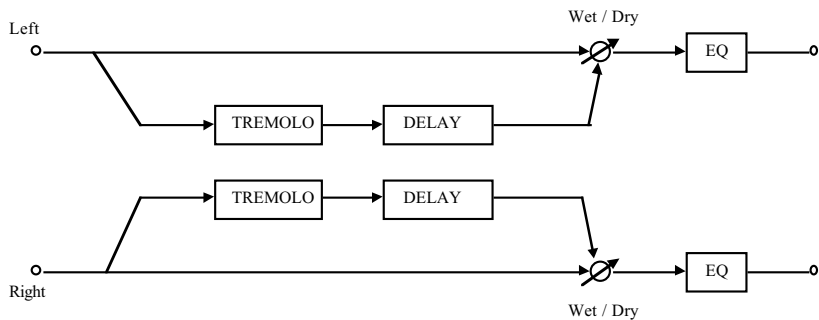 Wet / Dry
Left
EQ
TREMOLO DELAY
TREMOLO DELAY
EQ
Right
Wet / Dry